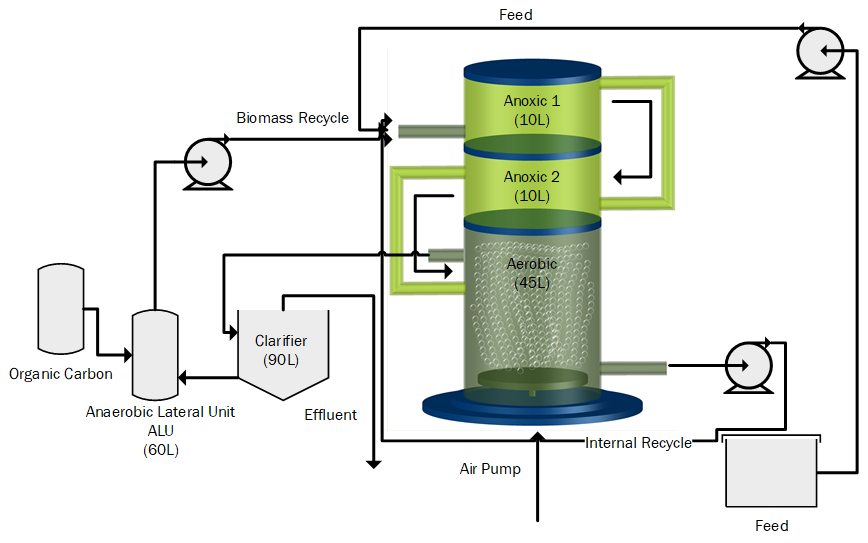 Feed
Anoxic 1
(10L)
Biomass Recycle
Anoxic 2
(10L)
Aerobic
(45L)
Clarifier
(90L)
Organic Carbon
Anaerobic Lateral Unit
ALU
(60L)
Effluent
Internal Recycle
Air Pump
Feed